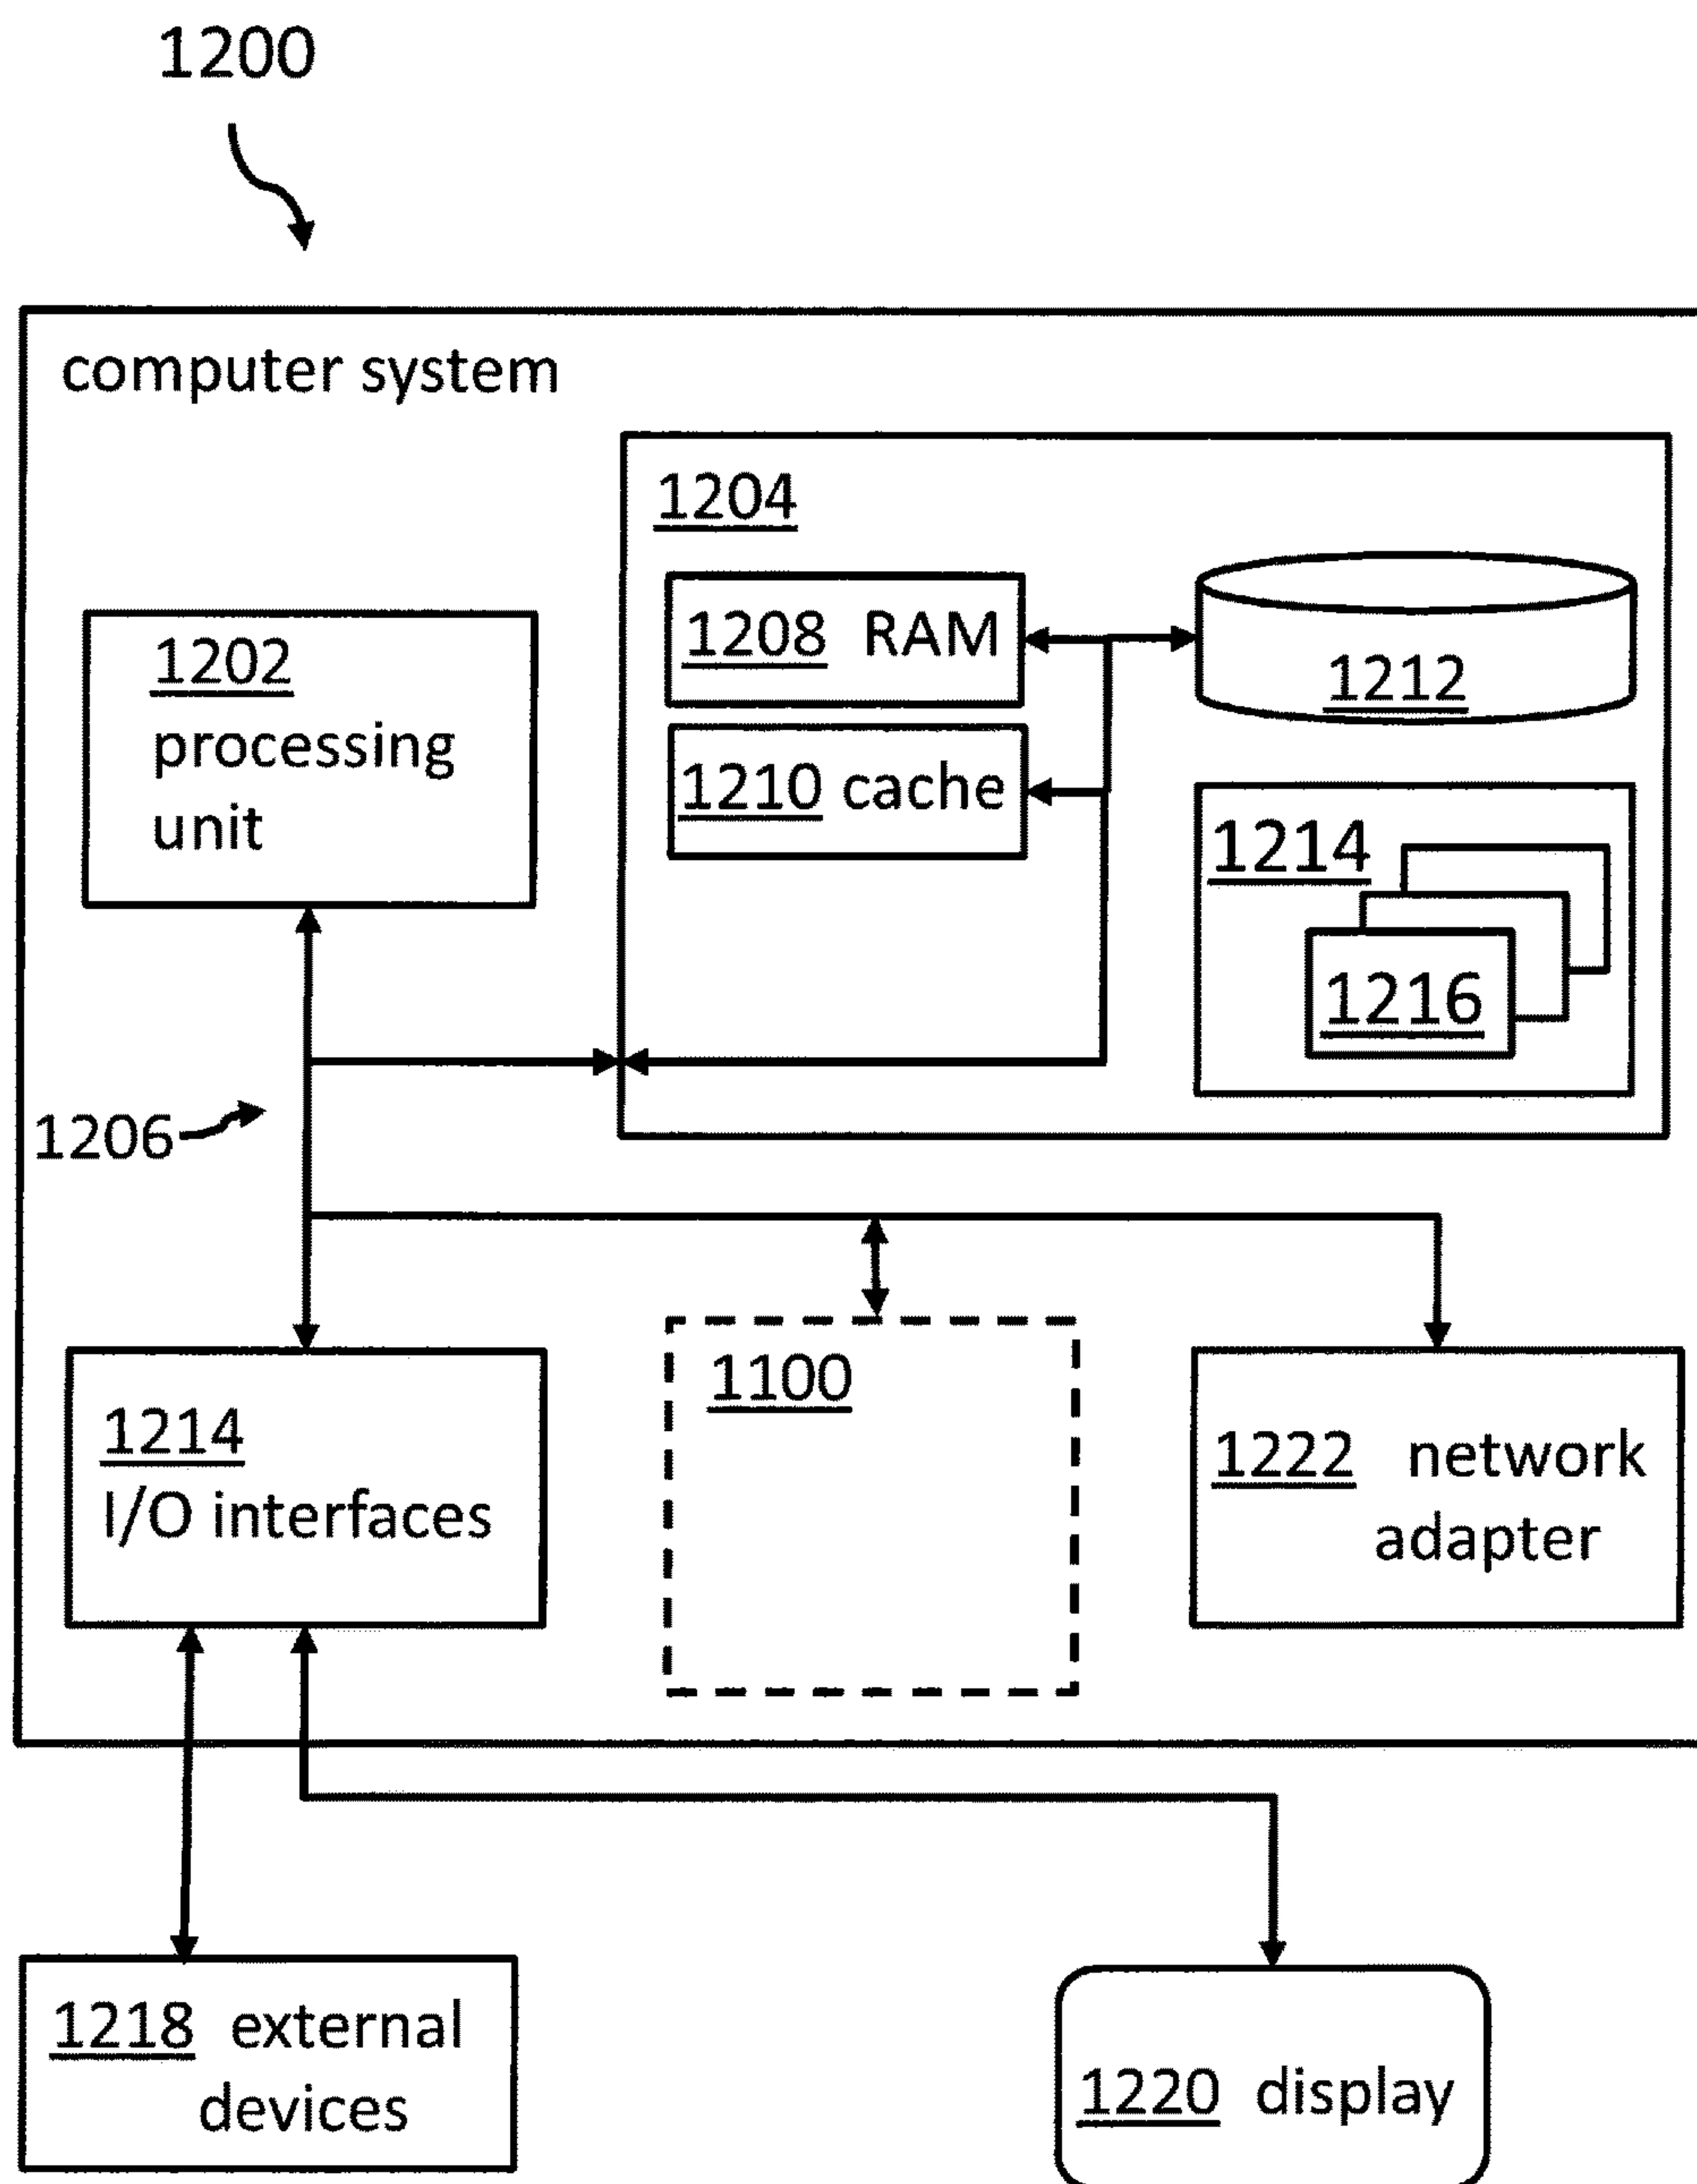 1200
computer system
1204
1208 RAM
1212
1202
processing
unit
1210 cache
1214
1216
1206
1100
1214
I/O interfaces
1222 network
adapter
1218 external
devices
1220 display